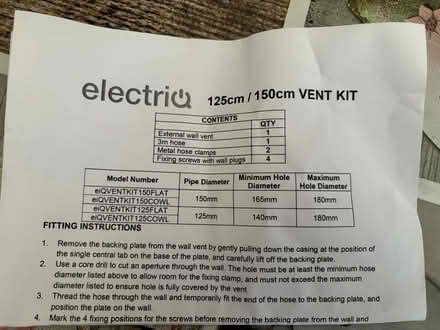 electriQ 125cm / 150cm VENT KIT
CONTENTS QTY
External wall vent 1
3m hose 1
Metal hose clamps 2
Fixing screws with wall plugs 4
Model Number Pipe Diameter Minimum Hole Diameter Maximum Hole Diameter
eiQVENTKIT150FLAT
eiQVENTKIT150COWL 150mm 165mm 180mm
eiQVENTKIT125FLAT
eiQVENTKIT125COWL 125mm 140mm 180mm
FITTING INSTRUCTIONS
1. Remove the backing plate from the wall vent by gently pulling down the casing at the position of
the single central tab on the base of the plate, and carefully lift off the backing plate.
2. Use a core drill to cut an aperture through the wall. The hole must be at least the minimum hose
diameter listed above to allow room for the fixing clamp, and must not exceed the maximum
diameter listed to ensure hole is fully covered by the vent.
3. Thread the hose through the wall and temporarily fit the end of the hose to the backing plate, and
position the plate on the wall.
4. Mark the 4 fixing positions for the screws before removing the backing plate from the wall and